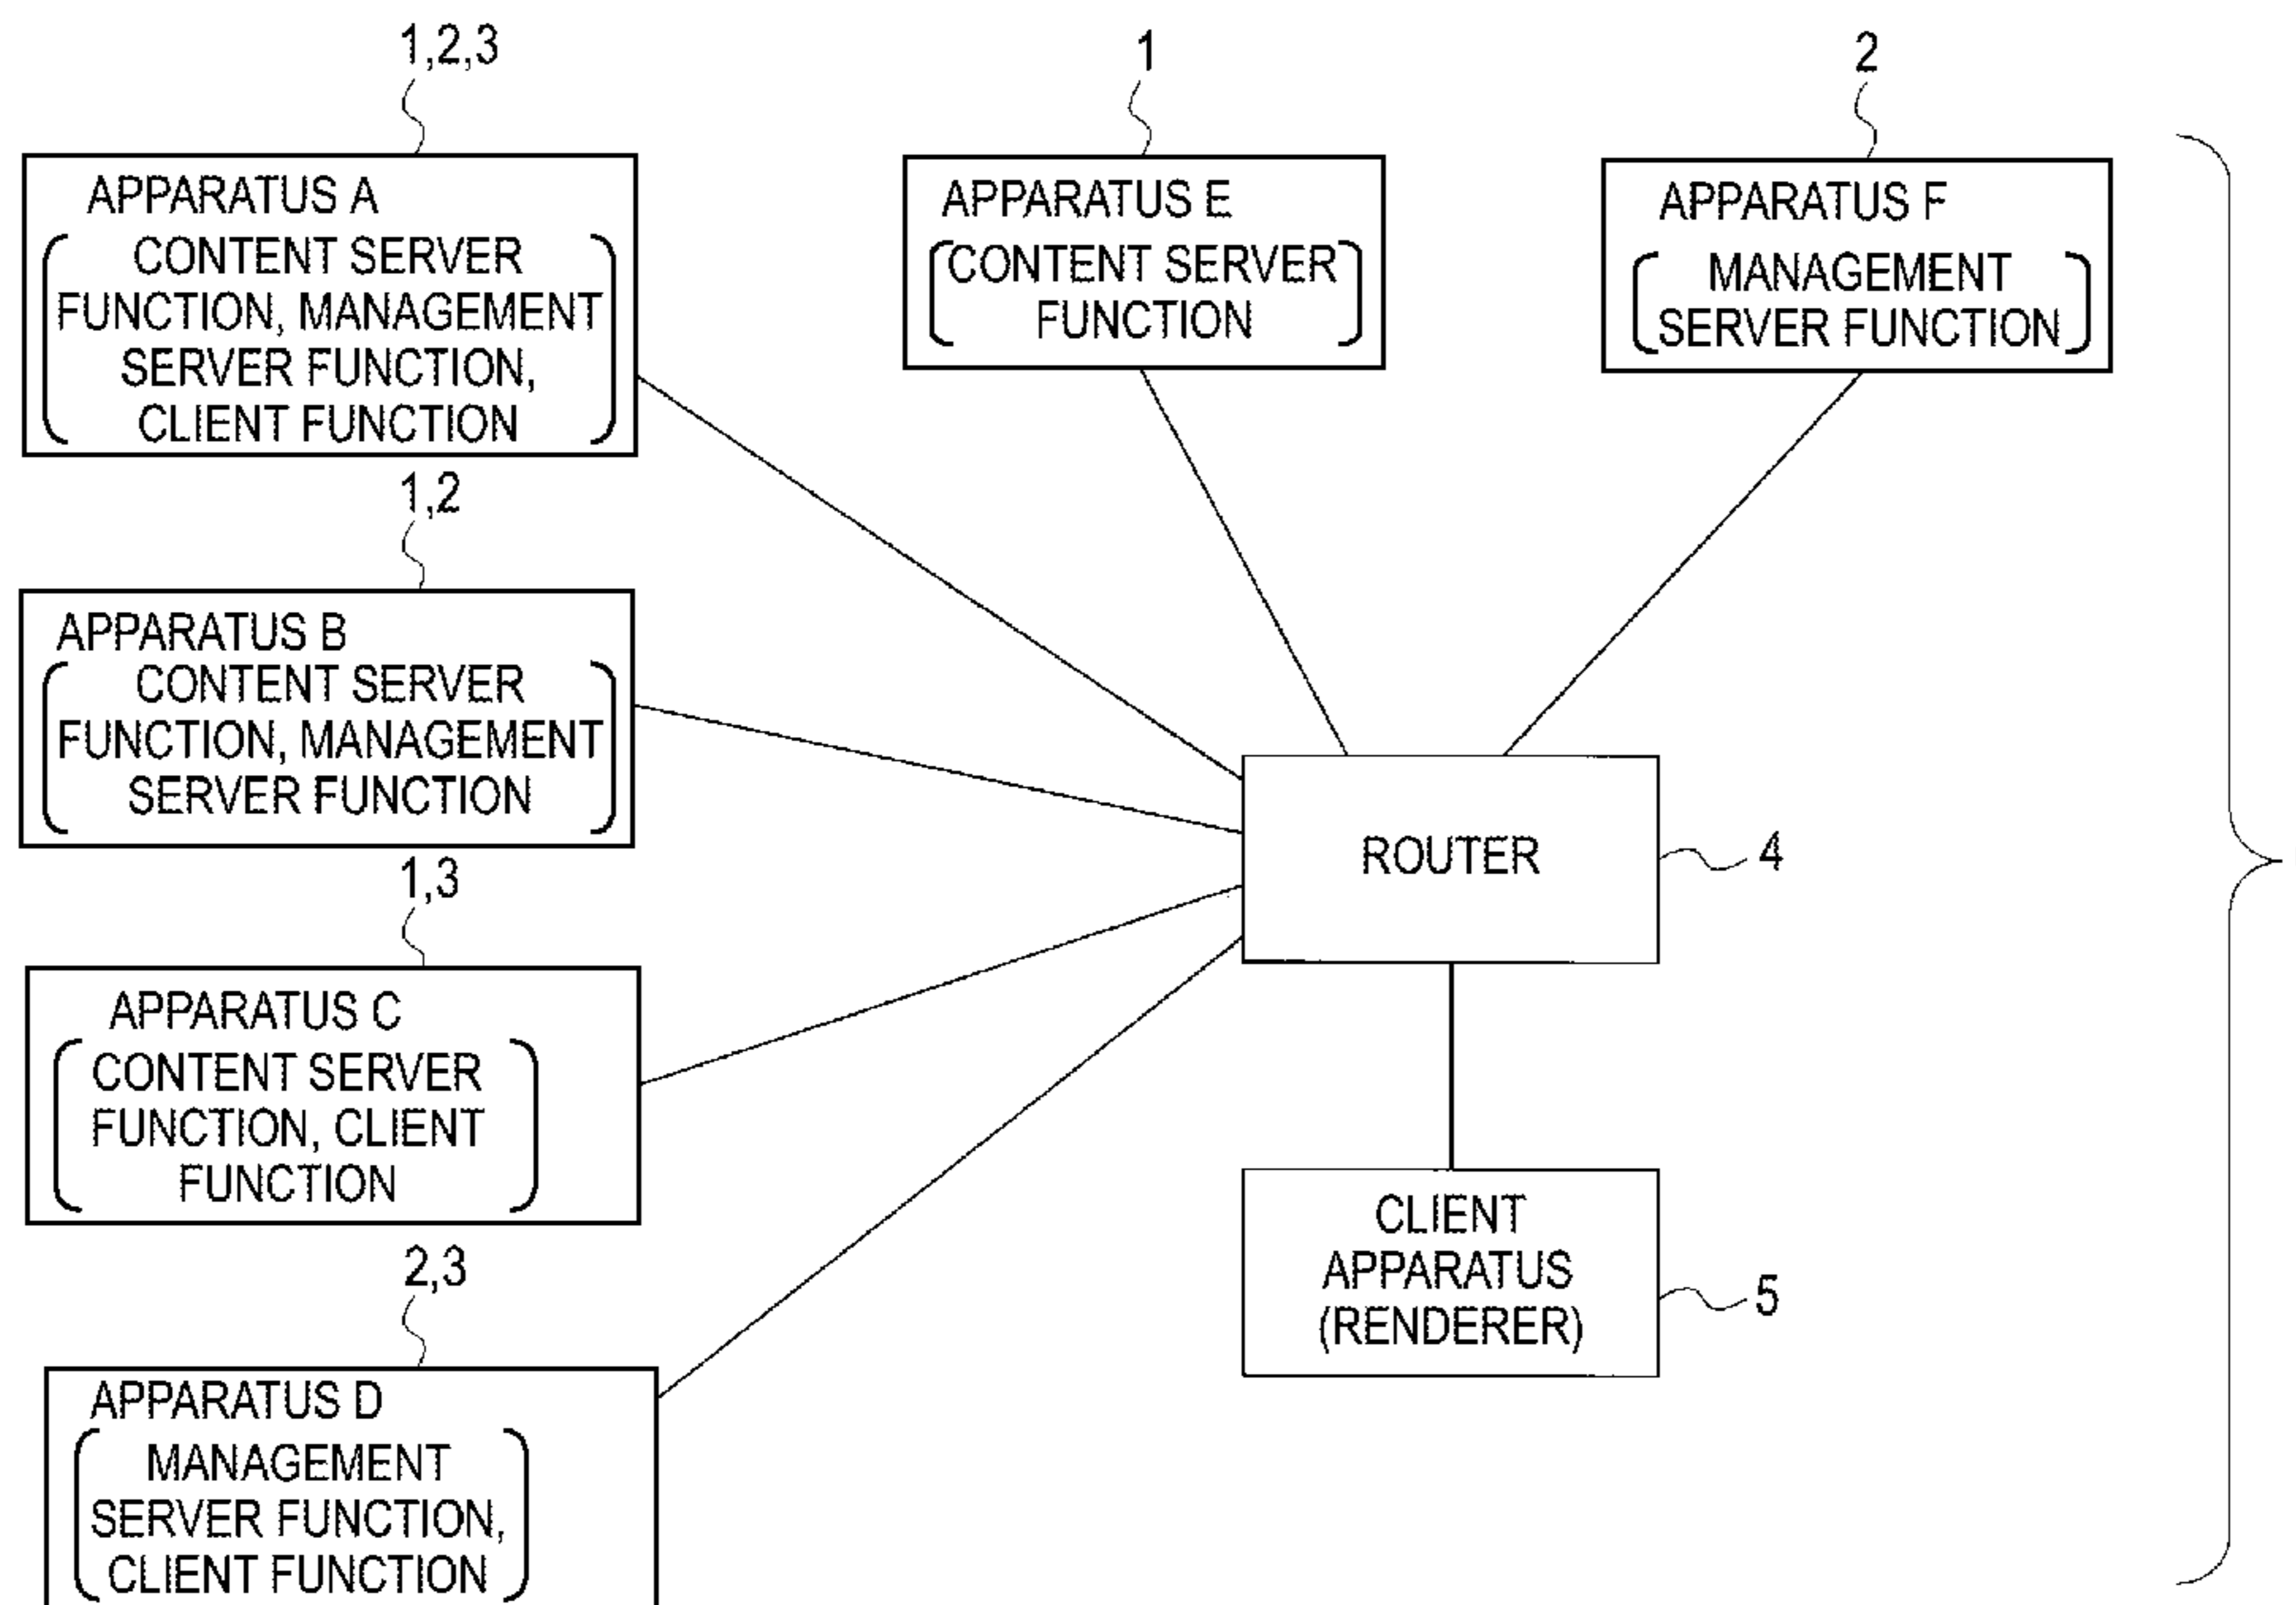 1,2,3
APPARATUS A
CONTENT SERVER
FUNCTION, MANAGEMENT
SERVER FUNCTION,
CLIENT FUNCTION
1,2
APPARATUS B
CONTENT SERVER
FUNCTION, MANAGEMENT
SERVER FUNCTION
1,3
APPARATUS C
CONTENT SERVER
FUNCTION, CLIENT
FUNCTION
2,3
APPARATUS D
MANAGEMENT
SERVER FUNCTION,
CLIENT FUNCTION
1
APPARATUS E
CONTENT SERVER
FUNCTION
2
APPARATUS F
MANAGEMENT
SERVER FUNCTION
ROUTER
4
CLIENT
APPARATUS
(RENDERER)
5